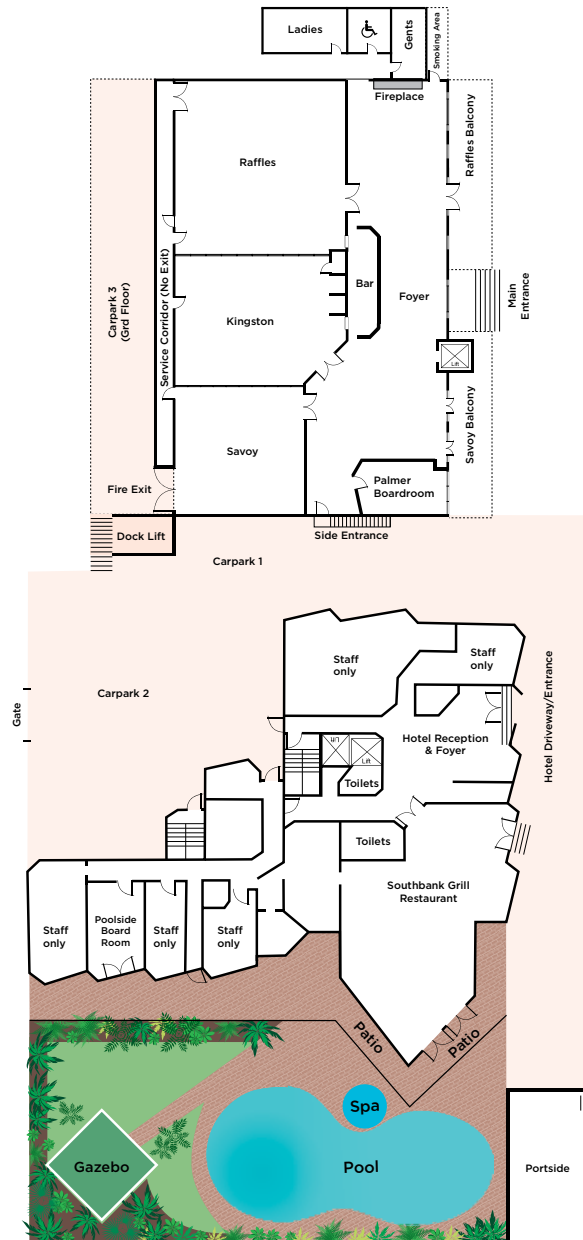 Ladies
Gents
Smoking Area
Fireplace
Raffles Balcony
Raffles
Carpark 3
(Grd Floor)
Service Corridor (No Exit)
Bar
Foyer
Main
Entrance
Kingston
Lift
Savoy Balcony
Savoy
Palmer
Boardroom
Fire Exit
Dock Lift
Side Entrance
Carpark 1
Staff
only
Staff
only
Carpark 2
Gate
Hotel Driveway/Entrance
Hotel Reception
& Foyer
Lift
Lift
Toilets
Toilets
Southbank Grill
Restaurant
Staff
only
Poolside
Board
Room
Staff
only
Staff
only
Patio
Patio
Spa
Gazebo
Pool
Portside